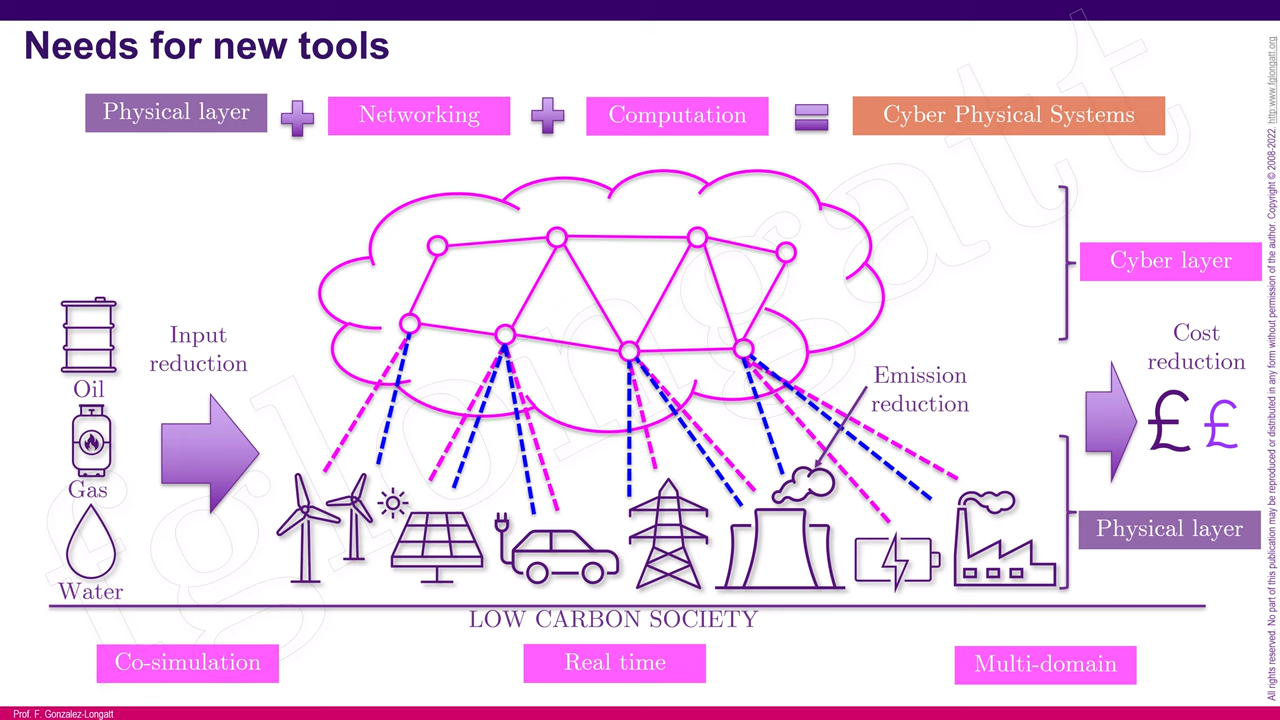 Needs for new tools
Physical layer
Networking
Computation
Cyber Physical Systems
Cyber layer
Input
reduction
Cost
reduction
££
Oil
Emission
reduction
Gas
Physical layer
Water
LOW CARBON SOCIETY
Co-simulation
Real time
Multi-domain
Prof. F. Gonzalez-Longatt
All rights reserved. No part of this publication may be reproduced or distributed in any form without permission of the author. Copyright © 2008-2022. http:www.fglongatt.org
fglongatt